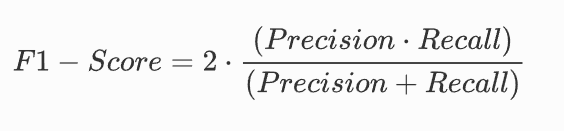 F1 − Score = 2 · (Precision · Recall) / (Precision + Recall)